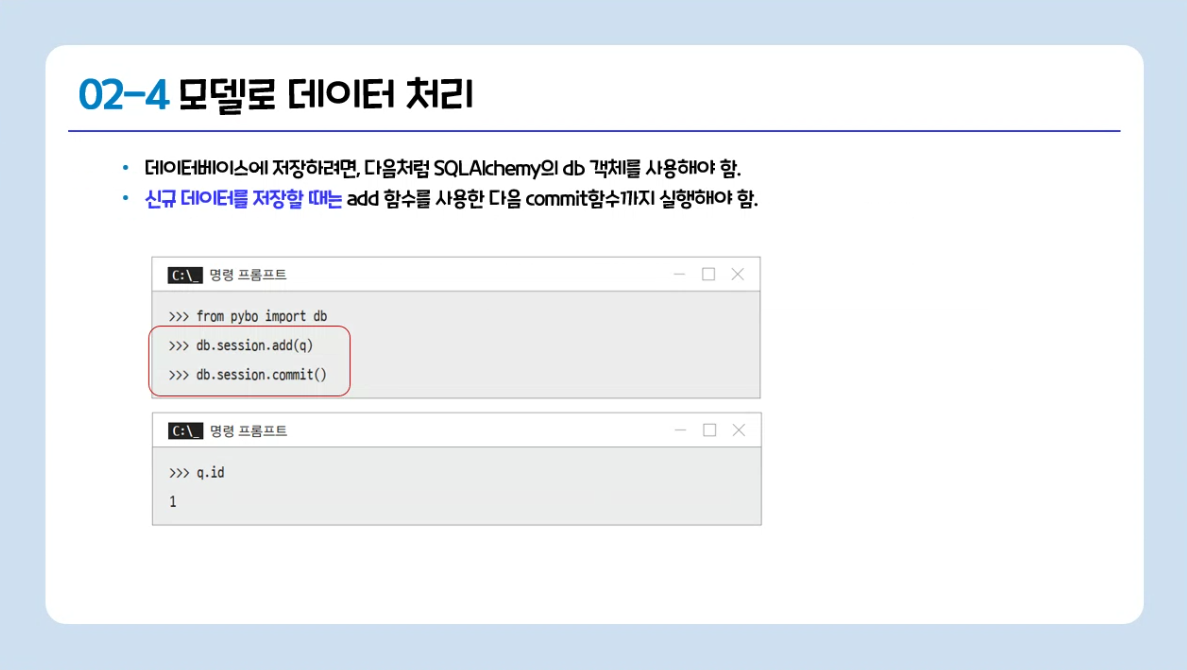 02-4 모델로 데이터 처리
• 데이터베이스에 저장하려면, 다음처럼 SQLAlchemy의 db 객체를 사용해야 함.
• 신규 데이터를 저장할 때는 add 함수를 사용한 다음 commit함수까지 실행해야 함.
C:\_ 명령 프롬프트
>>> from pybo import db
>>> db.session.add(q)
>>> db.session.commit()
C:\_ 명령 프롬프트
>>> q.id
1